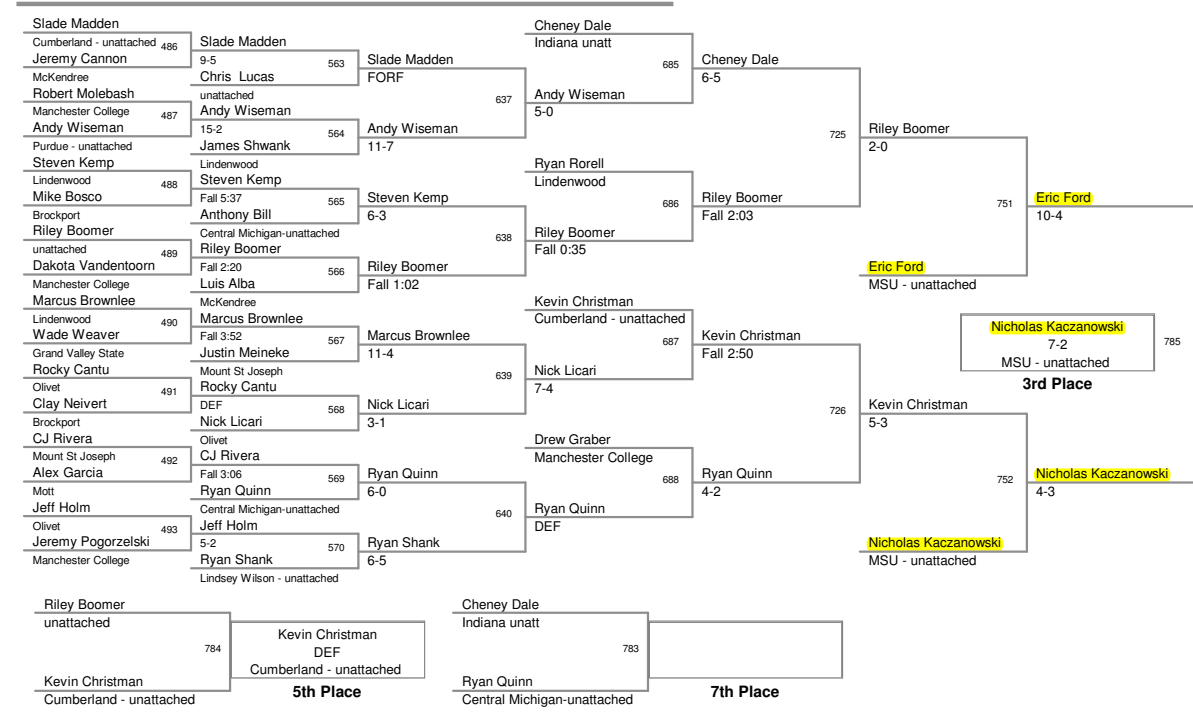 Slade Madden
Cumberland - unattached
486
Jeremy Cannon
McKendree
Robert Molebash
Manchester College
487
Andy Wiseman
Purdue - unattached
Steven Kemp
Lindenwood
488
Mike Bosco
Brockport
Riley Boomer
unattached
489
Dakota Vandentoorn
Manchester College
Marcus Brownlee
Lindenwood
490
Wade Weaver
Grand Valley State
Rocky Cantu
Olivet
491
Clay Neivert
Brockport
CJ Rivera
Mount St Joseph
492
Alex Garcia
Mott
Jeff Holm
Olivet
493
Jeremy Pogorzelski
Manchester College
Slade Madden
9-5
563
Chris Lucas
unattached
Andy Wiseman
15-2
564
James Shwank
Lindenwood
Steven Kemp
Fall 5:37
565
Anthony Bill
Central Michigan-unattached
Riley Boomer
Fall 2:20
566
Luis Alba
McKendree
Marcus Brownlee
Fall 3:52
567
Justin Meineke
Mount St Joseph
Rocky Cantu
DEF
568
Nick Licari
Olivet
CJ Rivera
Fall 3:06
569
Ryan Quinn
Central Michigan-unattached
Jeff Holm
5-2
570
Ryan Shank
Lindsey Wilson - unattached
Slade Madden
FORF
637
Andy Wiseman
11-7
Steven Kemp
6-3
638
Riley Boomer
Fall 1:02
Marcus Brownlee
11-4
639
Nick Licari
3-1
Ryan Quinn
6-0
640
Ryan Shank
6-5
Cheney Dale
Indiana unatt
685
Andy Wiseman
5-0
Ryan Rorell
Lindenwood
686
Riley Boomer
Fall 0:35
Kevin Christman
Cumberland - unattached
687
Nick Licari
7-4
Drew Graber
Manchester College
688
Ryan Quinn
DEF
Cheney Dale
6-5
725
Riley Boomer
Fall 2:03
Kevin Christman
Fall 2:50
726
Ryan Quinn
4-2
Riley Boomer
2-0
751
Eric Ford
MSU - unattached
Kevin Christman
5-3
752
Nicholas Kaczanowski
MSU - unattached
Eric Ford
10-4
Nicholas Kaczanowski
7-2
MSU - unattached
785
3rd Place
Nicholas Kaczanowski
4-3
Riley Boomer
unattached
784
Kevin Christman
Cumberland - unattached
Kevin Christman
DEF
Cumberland - unattached
5th Place
Cheney Dale
Indiana unatt
783
Ryan Quinn
Central Michigan-unattached
7th Place